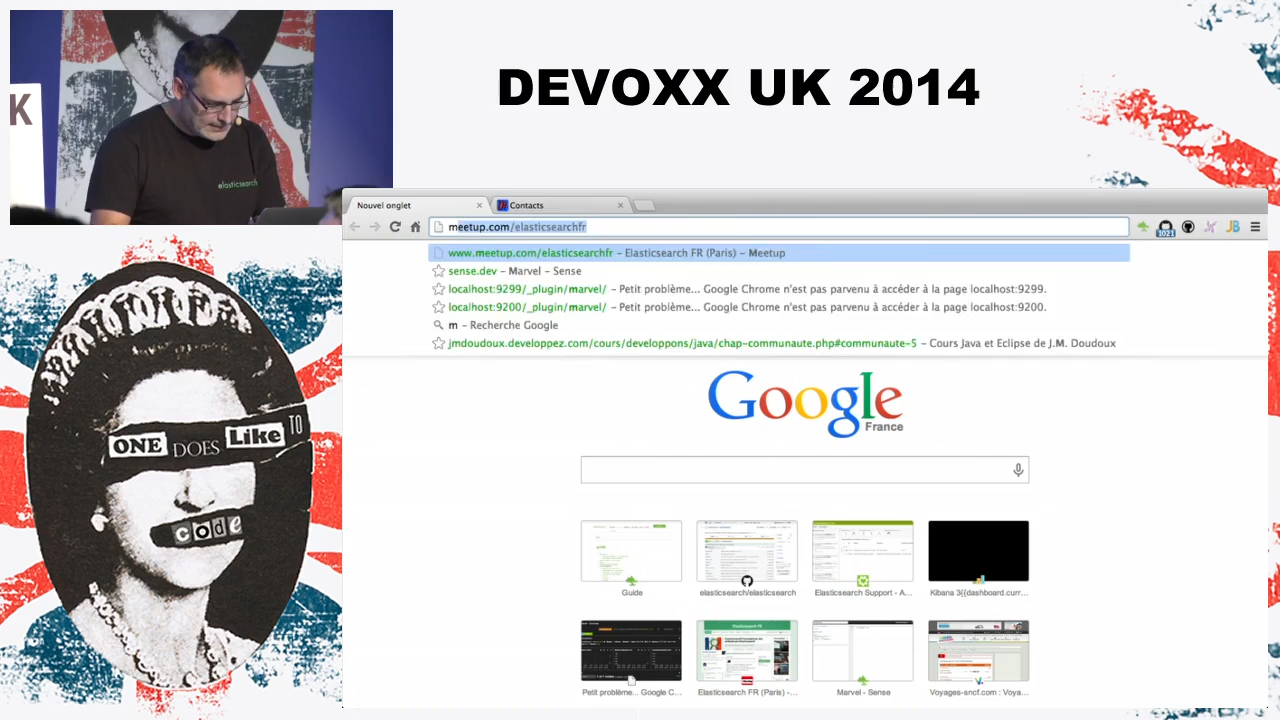 DEVOXX UK 2014
K
elasticsearch
Nouvel onglet
Contacts
meetup.com/elasticsearchfr
1021
JB
www.meetup.com/elasticsearchfr – Elasticsearch FR (Paris) – Meetup
sense.dev – Marvel – Sense
localhost:9299/_plugin/marvel/ – Petit problème... Google Chrome n'est pas parvenu à accéder à la page localhost:9299.
localhost:9200/_plugin/marvel/ – Petit problème... Google Chrome n'est pas parvenu à accéder à la page localhost:9200.
m – Recherche Google
jmdoudoux.developpez.com/cours/developpons/java/chap-communaute.php#communaute-5 – Cours Java et Eclipse de J.M. Doudoux
Google
France
ONE DOES Like TO
code
Guide
elasticsearch/elasticsearch
Elasticsearch Support - A...
Kibana 3{{dashboard.curr...
Elasticsearch FR
Petit problème... Google C...
Elasticsearch FR (Paris) -...
Marvel - Sense
Voyages-sncf.com : Voya...